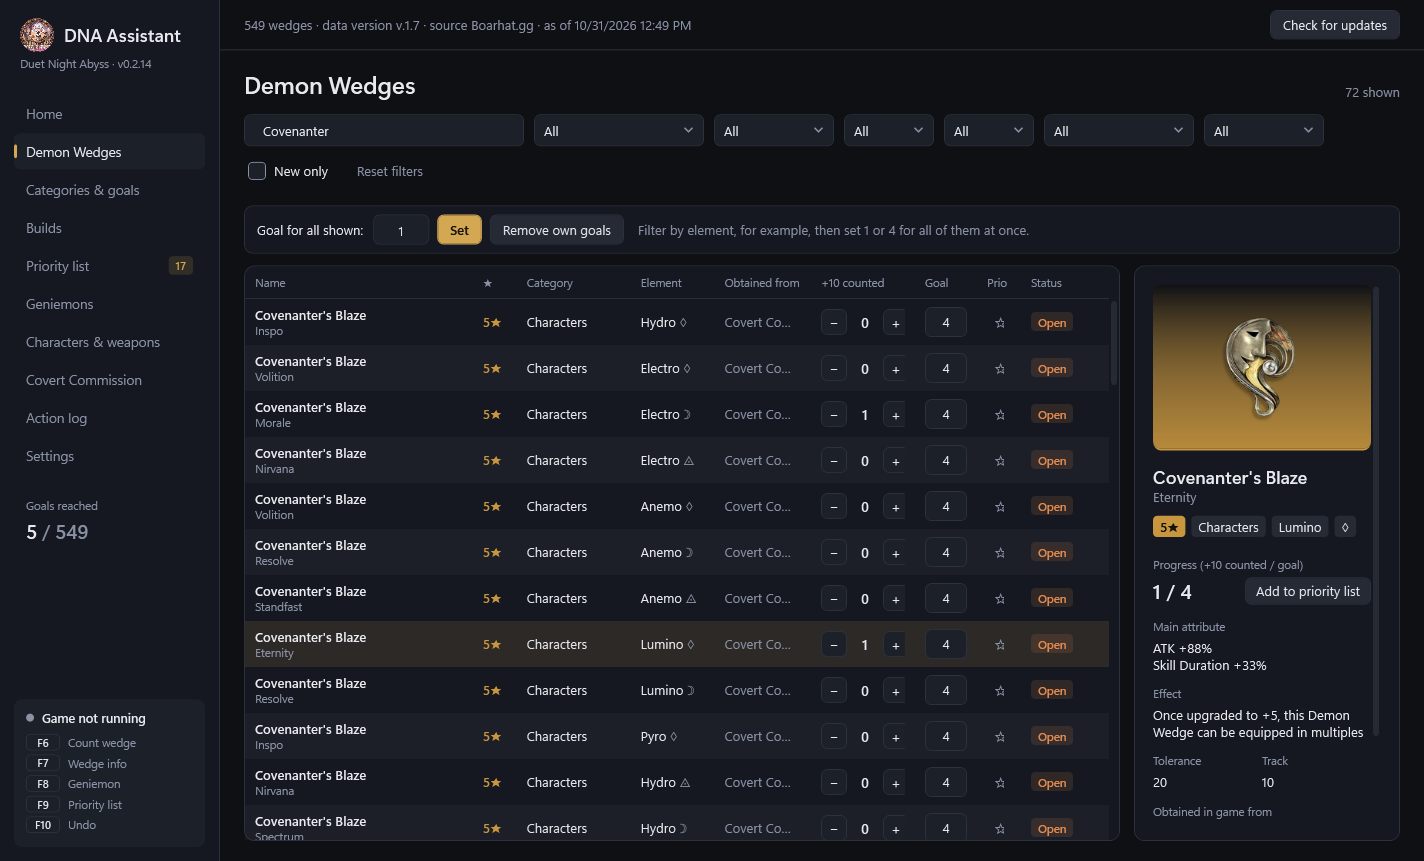 DNA Assistant
Duet Night Abyss · v0.2.14
Home
Demon Wedges
Categories & goals
Builds
Priority list 17
Geniemons
Characters & weapons
Covert Commission
Action log
Settings
Goals reached
5 / 549
Game not running
F6 Count wedge
F7 Wedge info
F8 Geniemon
F9 Priority list
F10 Undo
549 wedges · data version v.1.7 · source Boarhat.gg · as of 10/31/2026 12:49 PM
Check for updates
Demon Wedges
72 shown
Covenanter All All All All All All
New only Reset filters
Goal for all shown: 1 Set Remove own goals Filter by element, for example, then set 1 or 4 for all of them at once.
Name ★ Category Element Obtained from +10 counted Goal Prio Status
Covenanter's Blaze
Inspo
5★ Characters Hydro ◊ Covert Co... − 0 + 4 ☆ Open
Covenanter's Blaze
Volition
5★ Characters Electro ◊ Covert Co... − 0 + 4 ☆ Open
Covenanter's Blaze
Morale
5★ Characters Electro ☽ Covert Co... − 1 + 4 ☆ Open
Covenanter's Blaze
Nirvana
5★ Characters Electro ◬ Covert Co... − 0 + 4 ☆ Open
Covenanter's Blaze
Volition
5★ Characters Anemo ◊ Covert Co... − 0 + 4 ☆ Open
Covenanter's Blaze
Resolve
5★ Characters Anemo ☽ Covert Co... − 0 + 4 ☆ Open
Covenanter's Blaze
Standfast
5★ Characters Anemo ◬ Covert Co... − 0 + 4 ☆ Open
Covenanter's Blaze
Eternity
5★ Characters Lumino ◊ Covert Co... − 1 + 4 ☆ Open
Covenanter's Blaze
Resolve
5★ Characters Lumino ☽ Covert Co... − 0 + 4 ☆ Open
Covenanter's Blaze
Inspo
5★ Characters Pyro ◊ Covert Co... − 0 + 4 ☆ Open
Covenanter's Blaze
Nirvana
5★ Characters Hydro ◬ Covert Co... − 0 + 4 ☆ Open
Covenanter's Blaze
Spectrum
5★ Characters Hydro ☽ Covert Co... − 0 + 4 ☆ Open
Covenanter's Blaze
Eternity
5★ Characters Lumino ◊
Progress (+10 counted / goal)
1 / 4 Add to priority list
Main attribute
ATK +88%
Skill Duration +33%
Effect
Once upgraded to +5, this Demon
Wedge can be equipped in multiples
Tolerance Track
20 10
Obtained in game from